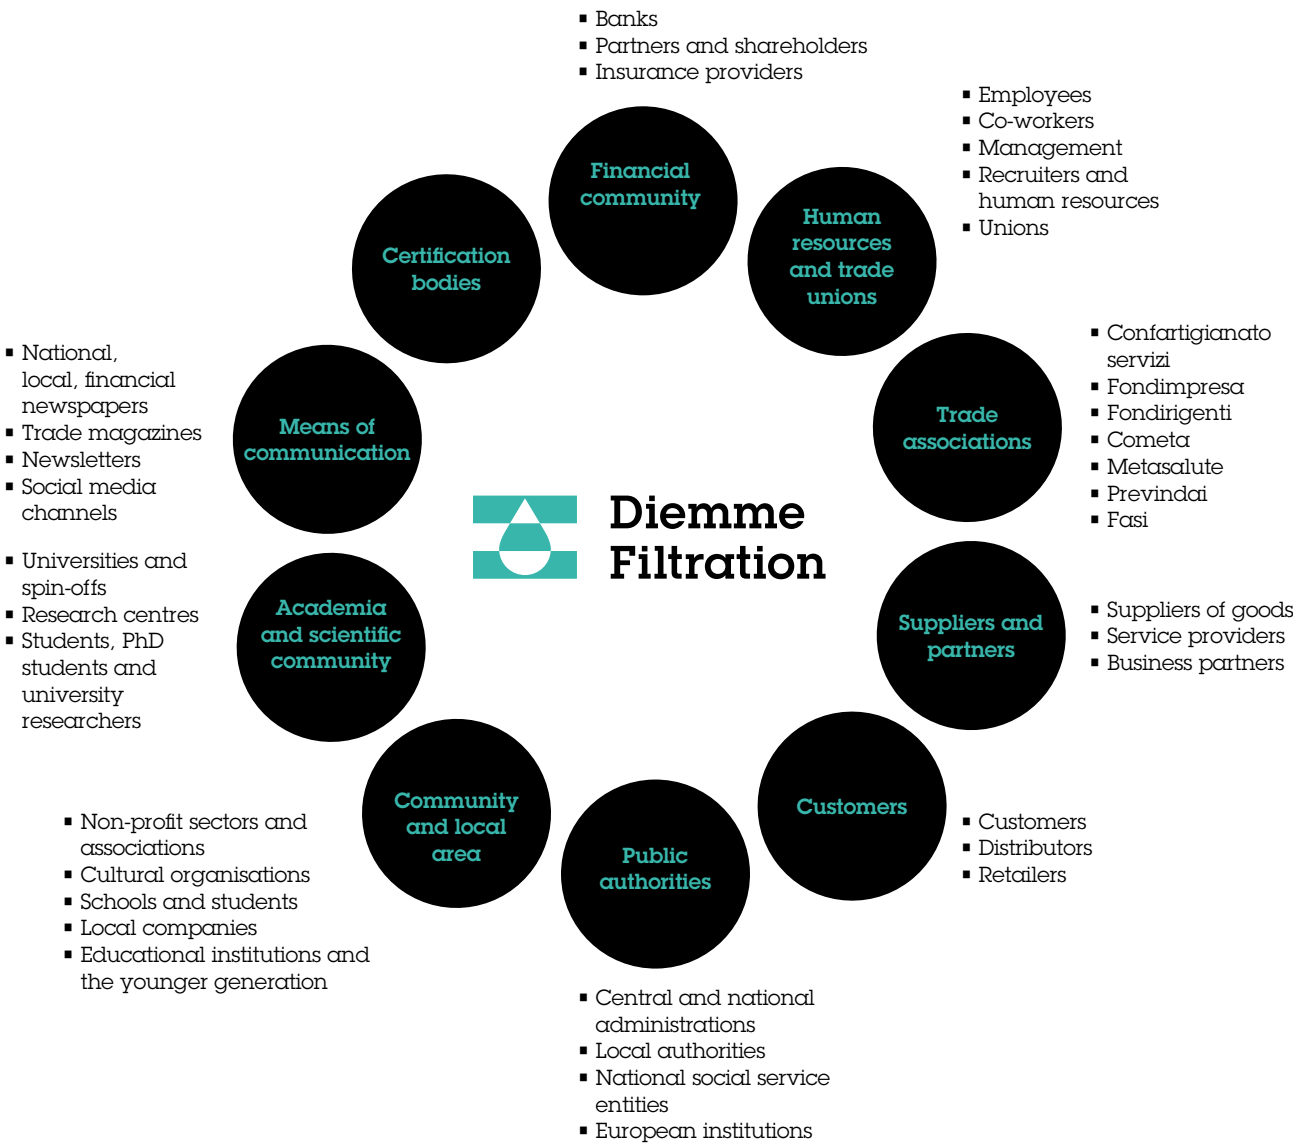 ▪ Banks
▪ Partners and shareholders
▪ Insurance providers
Financial
community
▪ Employees
▪ Co-workers
▪ Management
▪ Recruiters and
human resources
▪ Unions
Human
resources
and trade
unions
▪ Confartigianato
servizi
▪ Fondimpresa
▪ Fondirigenti
▪ Cometa
▪ Metasalute
▪ Previndai
▪ Fasi
Trade
associations
Suppliers and
partners
▪ Suppliers of goods
▪ Service providers
▪ Business partners
Customers
▪ Customers
▪ Distributors
▪ Retailers
Public
authorities
▪ Central and national
administrations
▪ Local authorities
▪ National social service
entities
▪ European institutions
Community
and local
area
▪ Non-profit sectors and
associations
▪ Cultural organisations
▪ Schools and students
▪ Local companies
▪ Educational institutions and
the younger generation
Academia
and scientific
community
▪ Universities and
spin-offs
▪ Research centres
▪ Students, PhD
students and
university
researchers
Means of
communication
▪ National,
local, financial
newspapers
▪ Trade magazines
▪ Newsletters
▪ Social media
channels
Certification
bodies
Diemme
Filtration